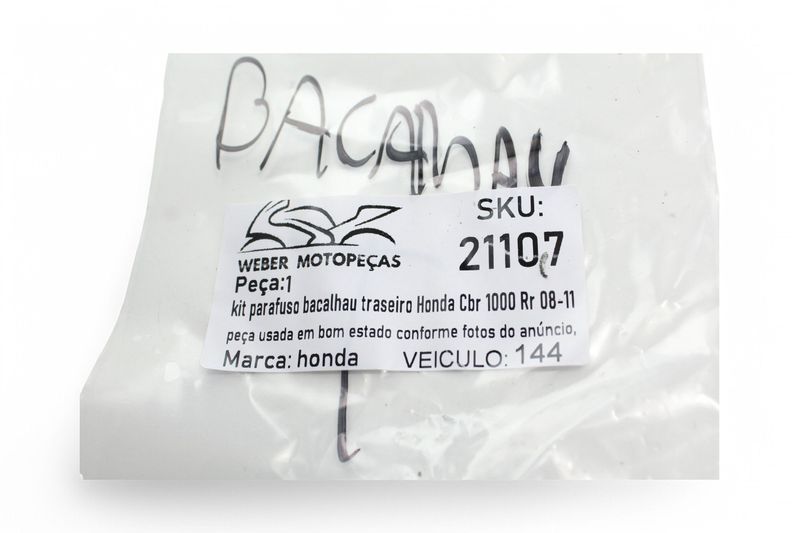 BACAlhAU
WEBER MOTOPEÇAS
SKU:
21107
Peça:1
kit parafuso bacalhau traseiro Honda Cbr 1000 Rr 08-11
peça usada em bom estado conforme fotos do anúncio,
Marca: honda VEICULO: 144